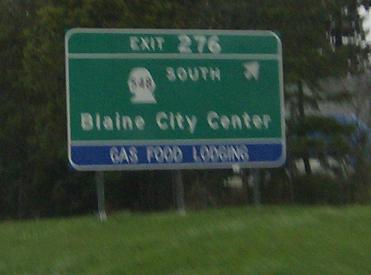 EXIT 276
548 SOUTH
Blaine City Center
GAS FOOD LODGING